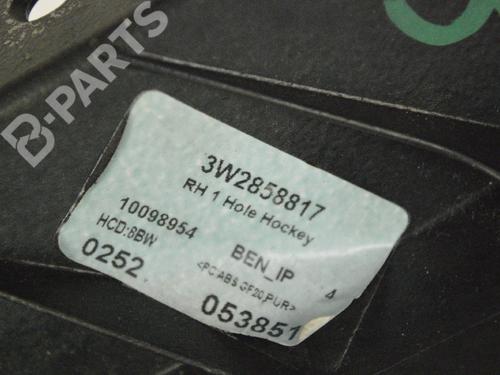 B-PARTS
3W2858817
RH 1 Hole Hockey
10098954
BEN_IP 4
HCD:8BW
<PC,ABS,GF20,PUR>
0252
053851